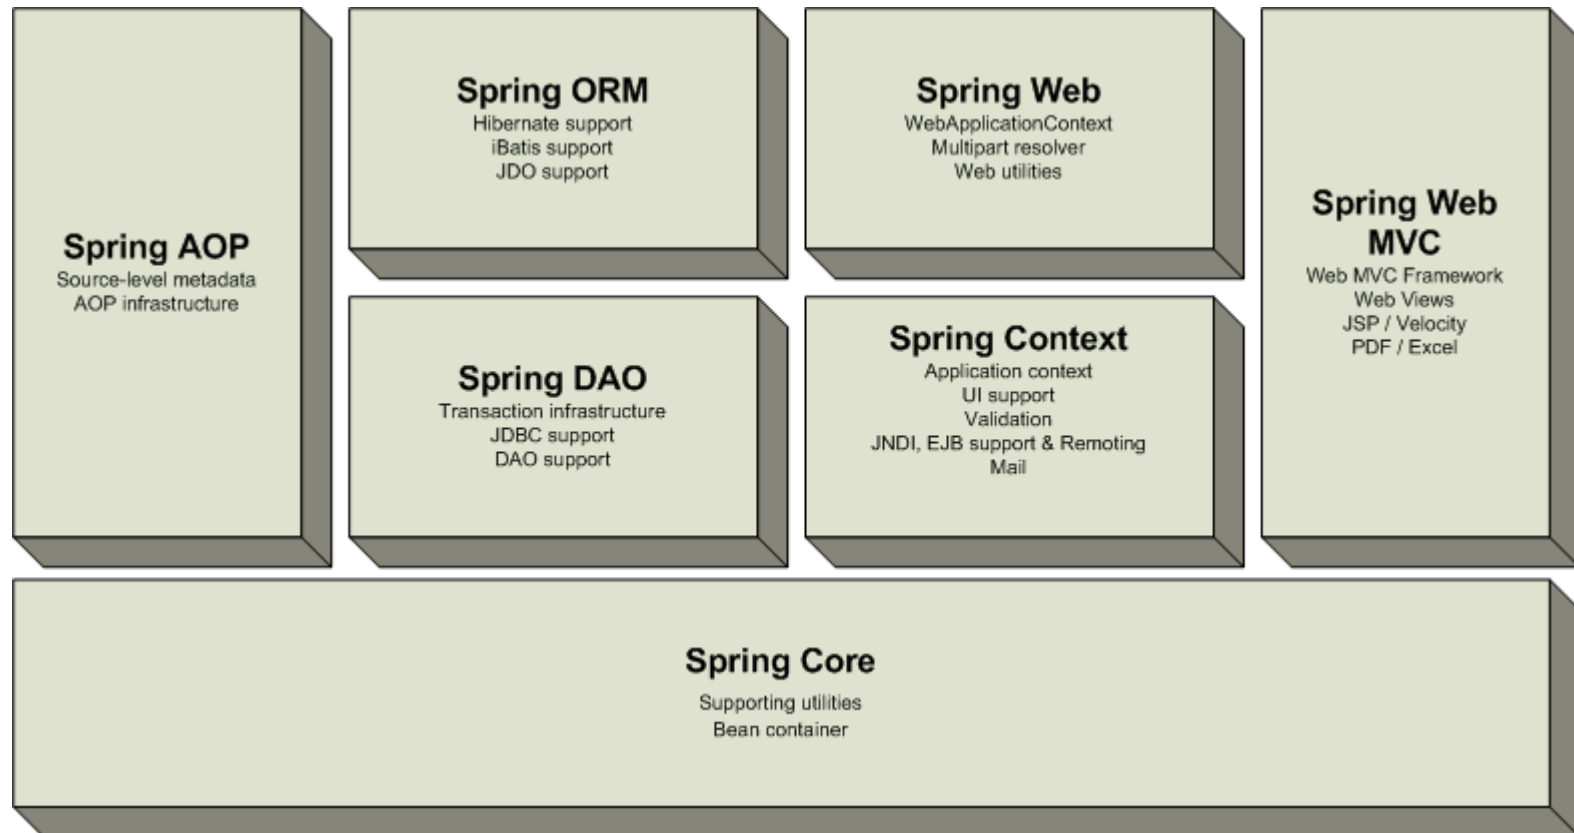 Spring AOP
Source-level metadata
AOP infrastructure
Spring ORM
Hibernate support
iBatis support
JDO support
Spring DAO
Transaction infrastructure
JDBC support
DAO support
Spring Web
WebApplicationContext
Multipart resolver
Web utilities
Spring Context
Application context
UI support
Validation
JNDI, EJB support & Remoting
Mail
Spring Web
MVC
Web MVC Framework
Web Views
JSP / Velocity
PDF / Excel
Spring Core
Supporting utilities
Bean container